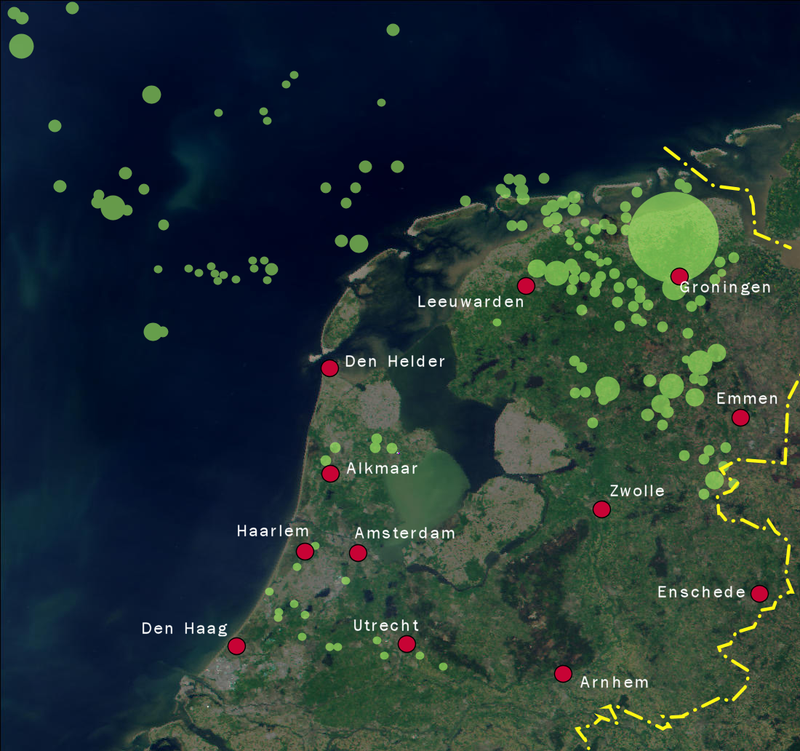 Groningen
Leeuwarden
Den Helder
Emmen
Alkmaar
Zwolle
Haarlem
Amsterdam
Enschede
Den Haag
Utrecht
Arnhem